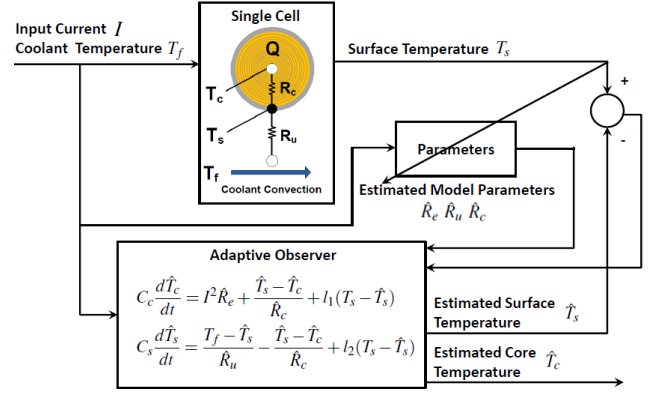 Single Cell
Input Current I
Coolant Temperature T_f
Surface Temperature T_s
Q
T_c
R_c
T_s
R_u
T_f
Coolant Convection
+
-
Parameters
Estimated Model Parameters
R̂_e R̂_u R̂_c
Adaptive Observer
C_c dT̂_c/dt = I²R̂_e + (T̂_s − T̂_c)/R̂_c + l_1(T_s − T̂_s)
C_s dT̂_s/dt = (T_f − T̂_s)/R̂_u − (T̂_s − T̂_c)/R̂_c + l_2(T_s − T̂_s)
Estimated Surface
Temperature T̂_s
Estimated Core
Temperature T̂_c